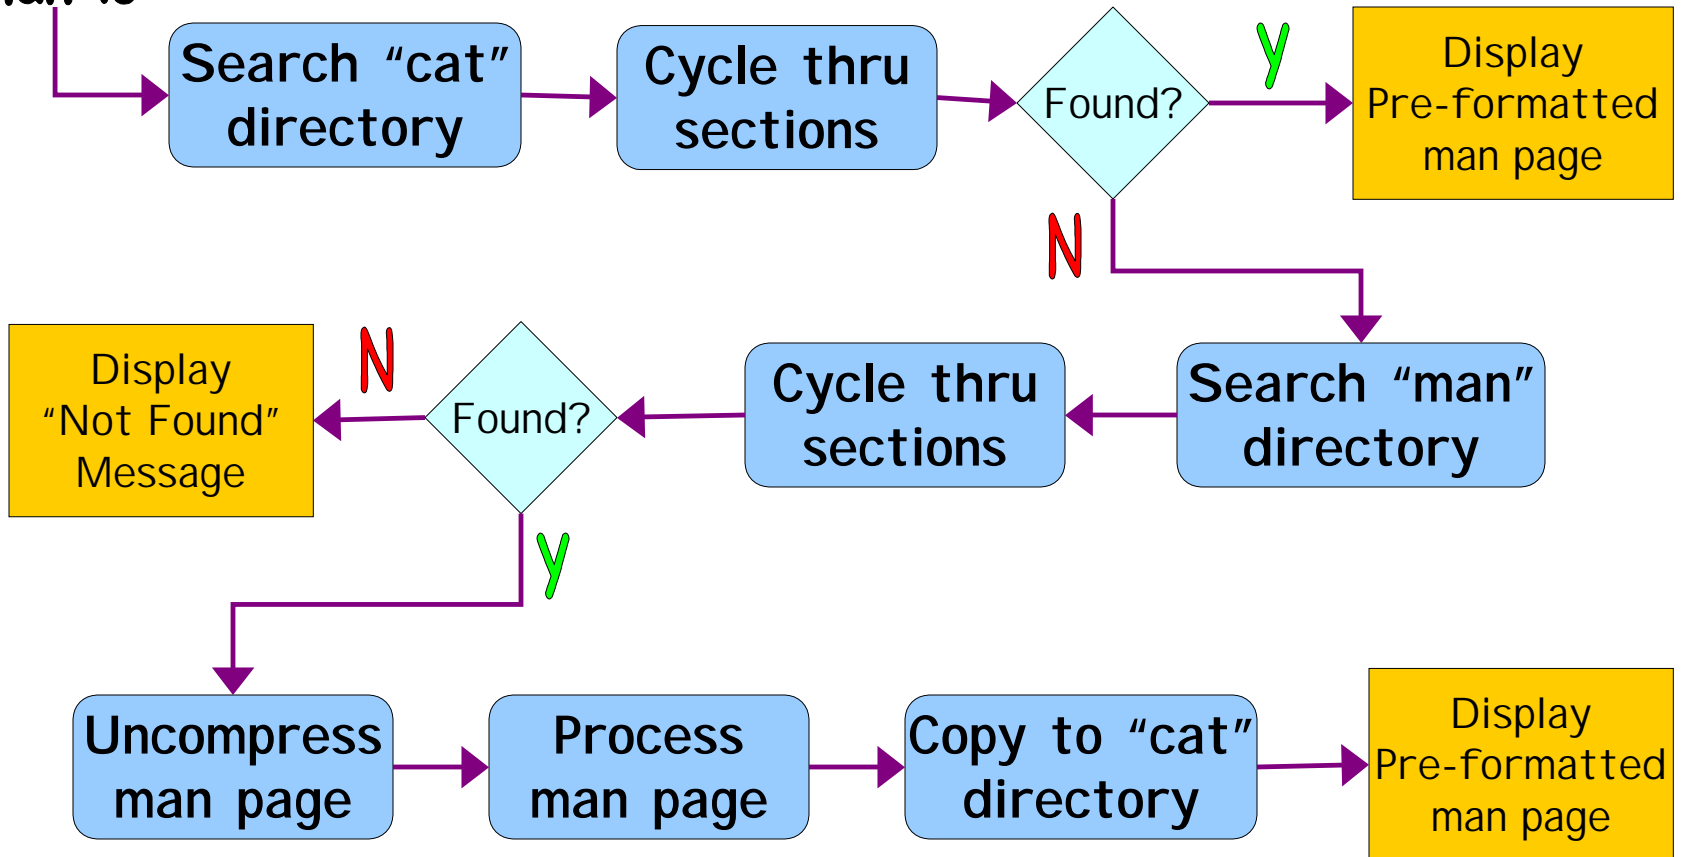 Search “cat”
directory
Cycle thru
sections
Found?
Y
Display
Pre-formatted
man page
N
Search “man”
directory
Cycle thru
sections
Found?
N
Display
“Not Found”
Message
Y
Uncompress
man page
Process
man page
Copy to “cat”
directory
Display
Pre-formatted
man page